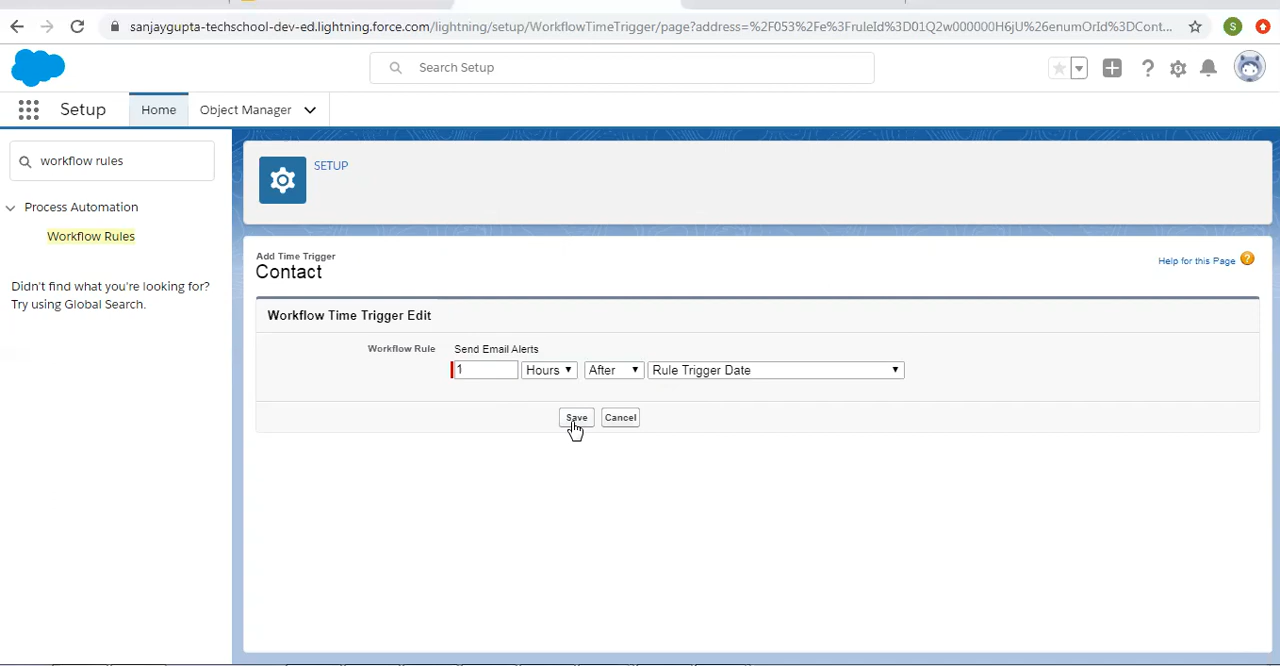 sanjaygupta-techschool-dev-ed.lightning.force.com/lightning/setup/WorkflowTimeTrigger/page?address=%2F053%2Fe%3FruleId%3D01Q2w000000H6jU%26enumOrId%3DCont...
S
Search Setup
Setup
Home
Object Manager
workflow rules
SETUP
Process Automation
Workflow Rules
Didn't find what you're looking for?
Try using Global Search.
Add Time Trigger
Contact
Help for this Page
Workflow Time Trigger Edit
Workflow Rule
Send Email Alerts
1
Hours
After
Rule Trigger Date
Save
Cancel